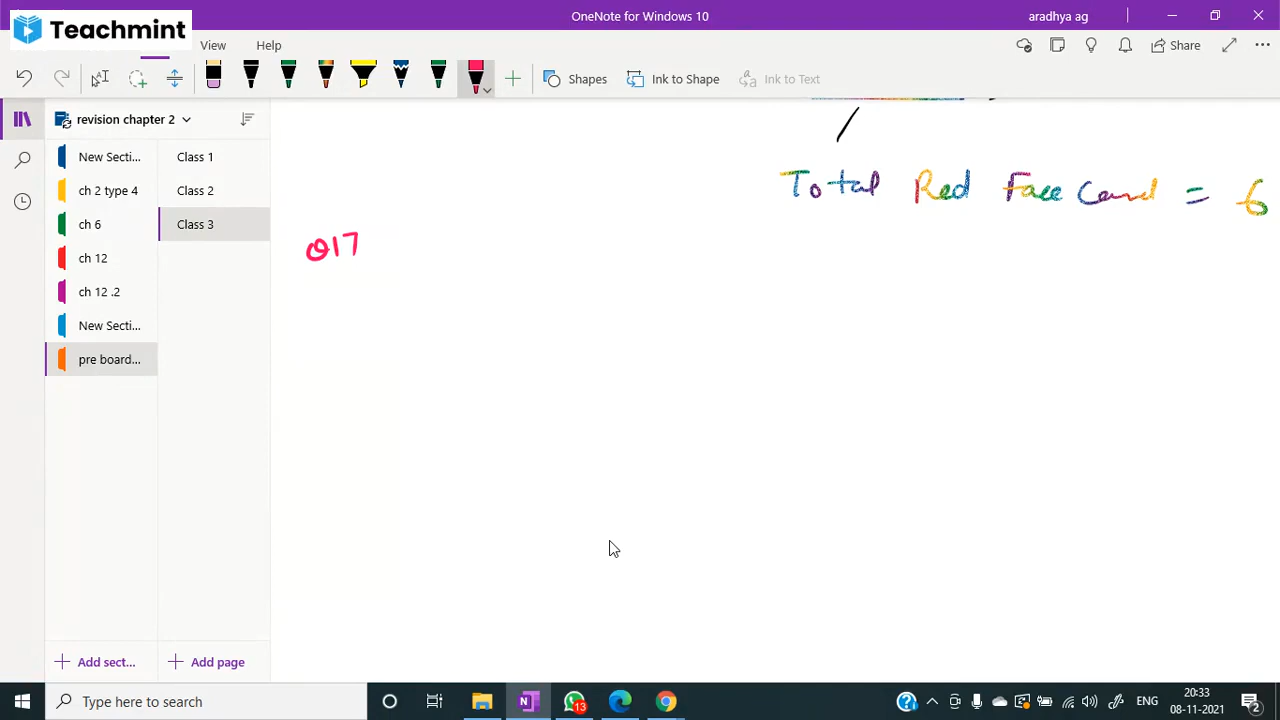 Teachmint
OneNote for Windows 10
aradhya ag
View
Help
Share
Shapes
Ink to Shape
Ink to Text
revision chapter 2
New Secti...
ch 2 type 4
ch 6
ch 12
ch 12 .2
New Secti...
pre board...
Class 1
Class 2
Class 3
Total Red Face Card = 6
Q17
Add sect...
Add page
Type here to search
13
ENG
20:33
08-11-2021
2